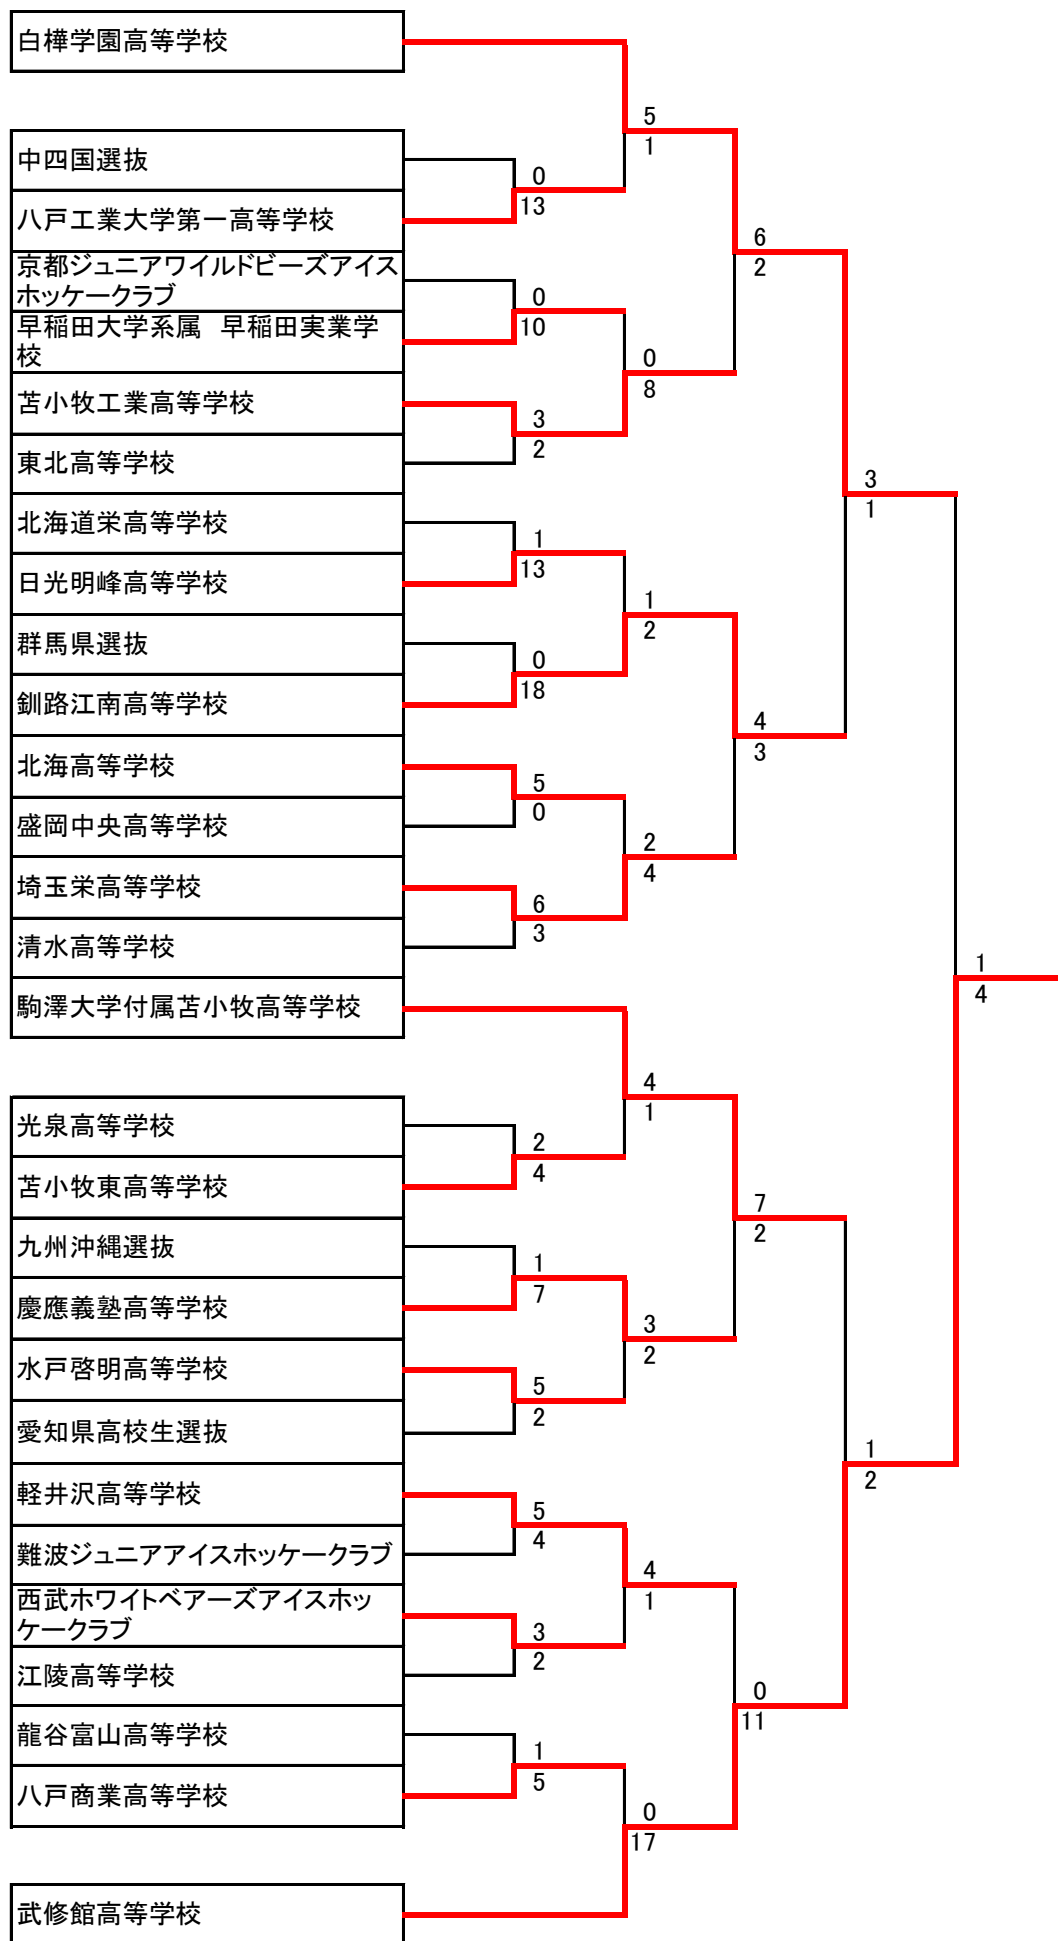 白樺学園高等学校
5
1
中四国選抜
0
13
八戸工業大学第一高等学校
6
2
京都ジュニアワイルドビーズアイス
ホッケークラブ
0
10
早稲田大学系属　早稲田実業学
校
0
8
苫小牧工業高等学校
3
2
東北高等学校
3
1
北海道栄高等学校
1
13
日光明峰高等学校
1
2
群馬県選抜
0
18
釧路江南高等学校
4
3
北海高等学校
5
0
盛岡中央高等学校
2
4
埼玉栄高等学校
6
3
清水高等学校
1
4
駒澤大学付属苫小牧高等学校
4
1
光泉高等学校
2
4
苫小牧東高等学校
7
2
九州沖縄選抜
1
7
慶應義塾高等学校
3
2
水戸啓明高等学校
5
2
愛知県高校生選抜
1
2
軽井沢高等学校
5
4
難波ジュニアアイスホッケークラブ
4
1
西武ホワイトベアーズアイスホッ
ケークラブ
3
2
江陵高等学校
0
11
龍谷富山高等学校
1
5
八戸商業高等学校
0
17
武修館高等学校